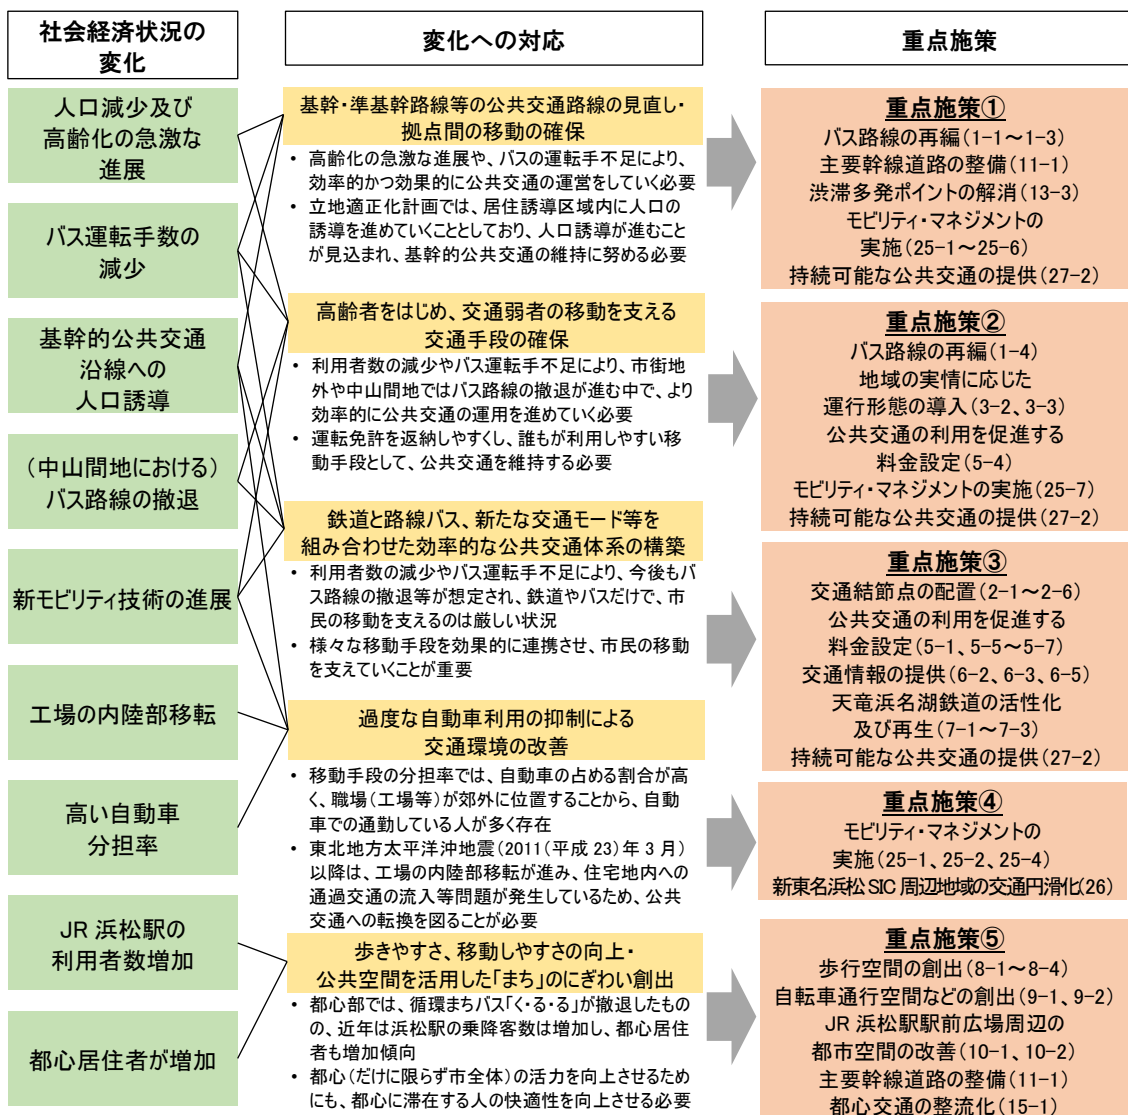 社会経済状況の
変化
変化への対応
重点施策
人口減少及び
高齢化の急激な
進展
バス運転手数の
減少
基幹的公共交通
沿線への
人口誘導
（中山間地における）
バス路線の撤退
新モビリティ技術の進展
工場の内陸部移転
高い自動車
分担率
JR 浜松駅の
利用者数増加
都心居住者が増加
基幹・準基幹路線等の公共交通路線の見直し・
拠点間の移動の確保
・ 高齢化の急激な進展や、バスの運転手不足により、
効率的かつ効果的に公共交通の運営をしていく必要
・ 立地適正化計画では、居住誘導区域内に人口の
誘導を進めていくこととしており、人口誘導が進むこと
が見込まれ、基幹的公共交通の維持に努める必要
高齢者をはじめ、交通弱者の移動を支える
交通手段の確保
・ 利用者数の減少やバス運転手不足により、市街地
外や中山間地ではバス路線の撤退が進む中で、より
効率的に公共交通の運用を進めていく必要
・ 運転免許を返納しやすくし、誰もが利用しやすい移
動手段として、公共交通を維持する必要
鉄道と路線バス、新たな交通モード等を
組み合わせた効率的な公共交通体系の構築
・ 利用者数の減少やバス運転手不足により、今後もバ
ス路線の撤退等が想定され、鉄道やバスだけで、市
民の移動を支えるのは厳しい状況
・ 様々な移動手段を効果的に連携させ、市民の移動
を支えていくことが重要
過度な自動車利用の抑制による
交通環境の改善
・ 移動手段の分担率では、自動車の占める割合が高
く、職場（工場等）が郊外に位置することから、自動
車での通勤している人が多く存在
・ 東北地方太平洋沖地震（2011（平成 23）年 3 月）
以降は、工場の内陸部移転が進み、住宅地内への
通過交通の流入等問題が発生しているため、公共
交通への転換を図ることが必要
歩きやすさ、移動しやすさの向上・
公共空間を活用した「まち」のにぎわい創出
・ 都心部では、循環まちバス「く・る・る」が撤退したもの
の、近年は浜松駅の乗降客数は増加し、都心居住
者も増加傾向
・ 都心（だけに限らず市全体）の活力を向上させるため
にも、都心に滞在する人の快適性を向上させる必要
重点施策①
バス路線の再編（1-1～1-3）
主要幹線道路の整備（11-1）
渋滞多発ポイントの解消（13-3）
モビリティ・マネジメントの
実施（25-1～25-6）
持続可能な公共交通の提供（27-2）
重点施策②
バス路線の再編（1-4）
地域の実情に応じた
運行形態の導入（3-2、3-3）
公共交通の利用を促進する
料金設定（5-4）
モビリティ・マネジメントの実施（25-7）
持続可能な公共交通の提供（27-2）
重点施策③
交通結節点の配置（2-1～2-6）
公共交通の利用を促進する
料金設定（5-1、5-5～5-7）
交通情報の提供（6-2、6-3、6-5）
天竜浜名湖鉄道の活性化
及び再生（7-1～7-3）
持続可能な公共交通の提供（27-2）
重点施策④
モビリティ・マネジメントの
実施（25-1、25-2、25-4）
新東名浜松 SIC 周辺地域の交通円滑化（26）
重点施策⑤
歩行空間の創出（8-1～8-4）
自転車通行空間などの創出（9-1、9-2）
JR 浜松駅駅前広場周辺の
都市空間の改善（10-1、10-2）
主要幹線道路の整備（11-1）
都心交通の整流化（15-1）